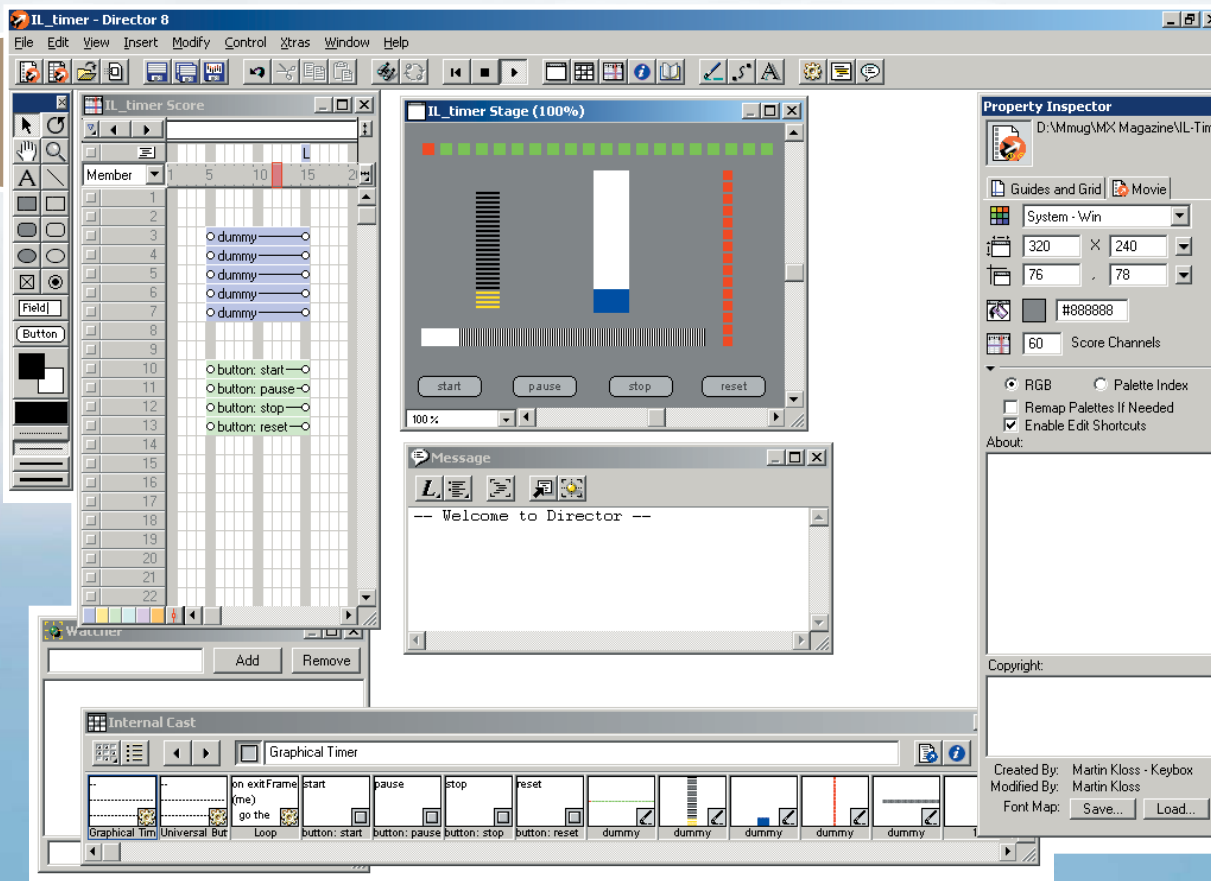 IL_timer - Director 8
File Edit View Insert Modify Control Xtras Window Help
IL_timer Score
L
Member 1 5 10 15 2
1
2
3 dummy
4 dummy
5 dummy
6 dummy
7 dummy
8
9
10 button: start
11 button: pause
12 button: stop
13 button: reset
14
15
16
17
18
19
20
21
22
A
Field
Button
IL_timer Stage (100%)
start pause stop reset
100 %
Message
L
-- Welcome to Director --
Property Inspector
D:\Mmug\MX Magazine\IL-Tim
Guides and Grid Movie
System - Win
320 X 240
76 , 78
#888888
60 Score Channels
RGB Palette Index
Remap Palettes If Needed
Enable Edit Shortcuts
About:
Copyright:
Created By: Martin Kloss - Keybox
Modified By: Martin Kloss
Font Map: Save... Load...
Watcher
Add Remove
Internal Cast
Graphical Timer
-- -- on exitFrame start pause stop reset
(me)
go the
Graphical Tim Universal But Loop button: start button: pause button: stop button: reset dummy dummy dummy dummy dummy